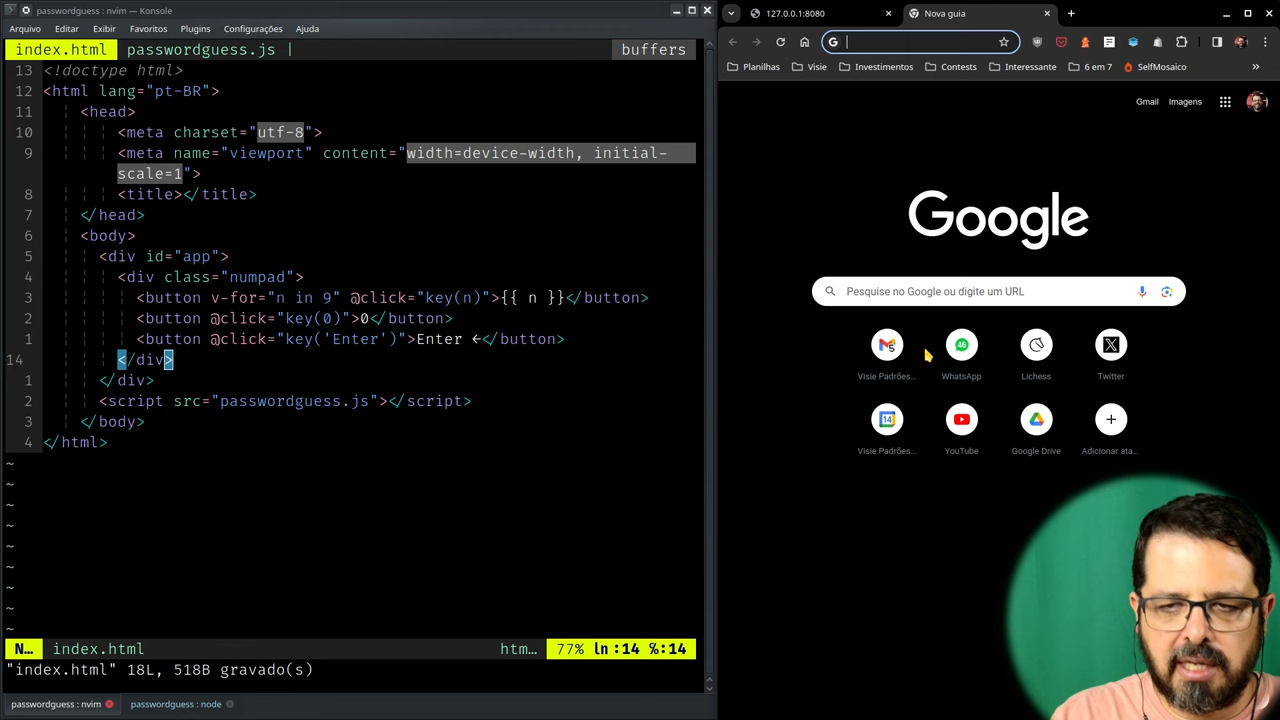 passwordguess : nvim — Konsole
Arquivo Editar Exibir Favoritos Plugins Configurações Ajuda
index.html passwordguess.js | buffers
13 <!doctype html>
12 <html lang="pt-BR">
11 <head>
10 <meta charset="utf-8">
9 <meta name="viewport" content="width=device-width, initial-
scale=1">
8 <title></title>
7 </head>
6 <body>
5 <div id="app">
4 <div class="numpad">
3 <button v-for="n in 9" @click="key(n)">{{ n }}</button>
2 <button @click="key(0)">0</button>
1 <button @click="key('Enter')">Enter ←</button>
14 </div>
1 </div>
2 <script src="passwordguess.js"></script>
3 </body>
4 </html>
~
~
~
~
~
~
~
~
~
N… index.html htm… 77% ln:14 %:14
"index.html" 18L, 518B gravado(s)
passwordguess : nvim passwordguess : node
127.0.0.1:8080 Nova guia
Planilhas Visie Investimentos Contests Interessante 6 em 7 SelfMosaico »
Gmail Imagens
Google
Pesquise no Google ou digite um URL
5 46
Visie Padrões… WhatsApp Lichess Twitter
14
Visie Padrões… YouTube Google Drive Adicionar ata…